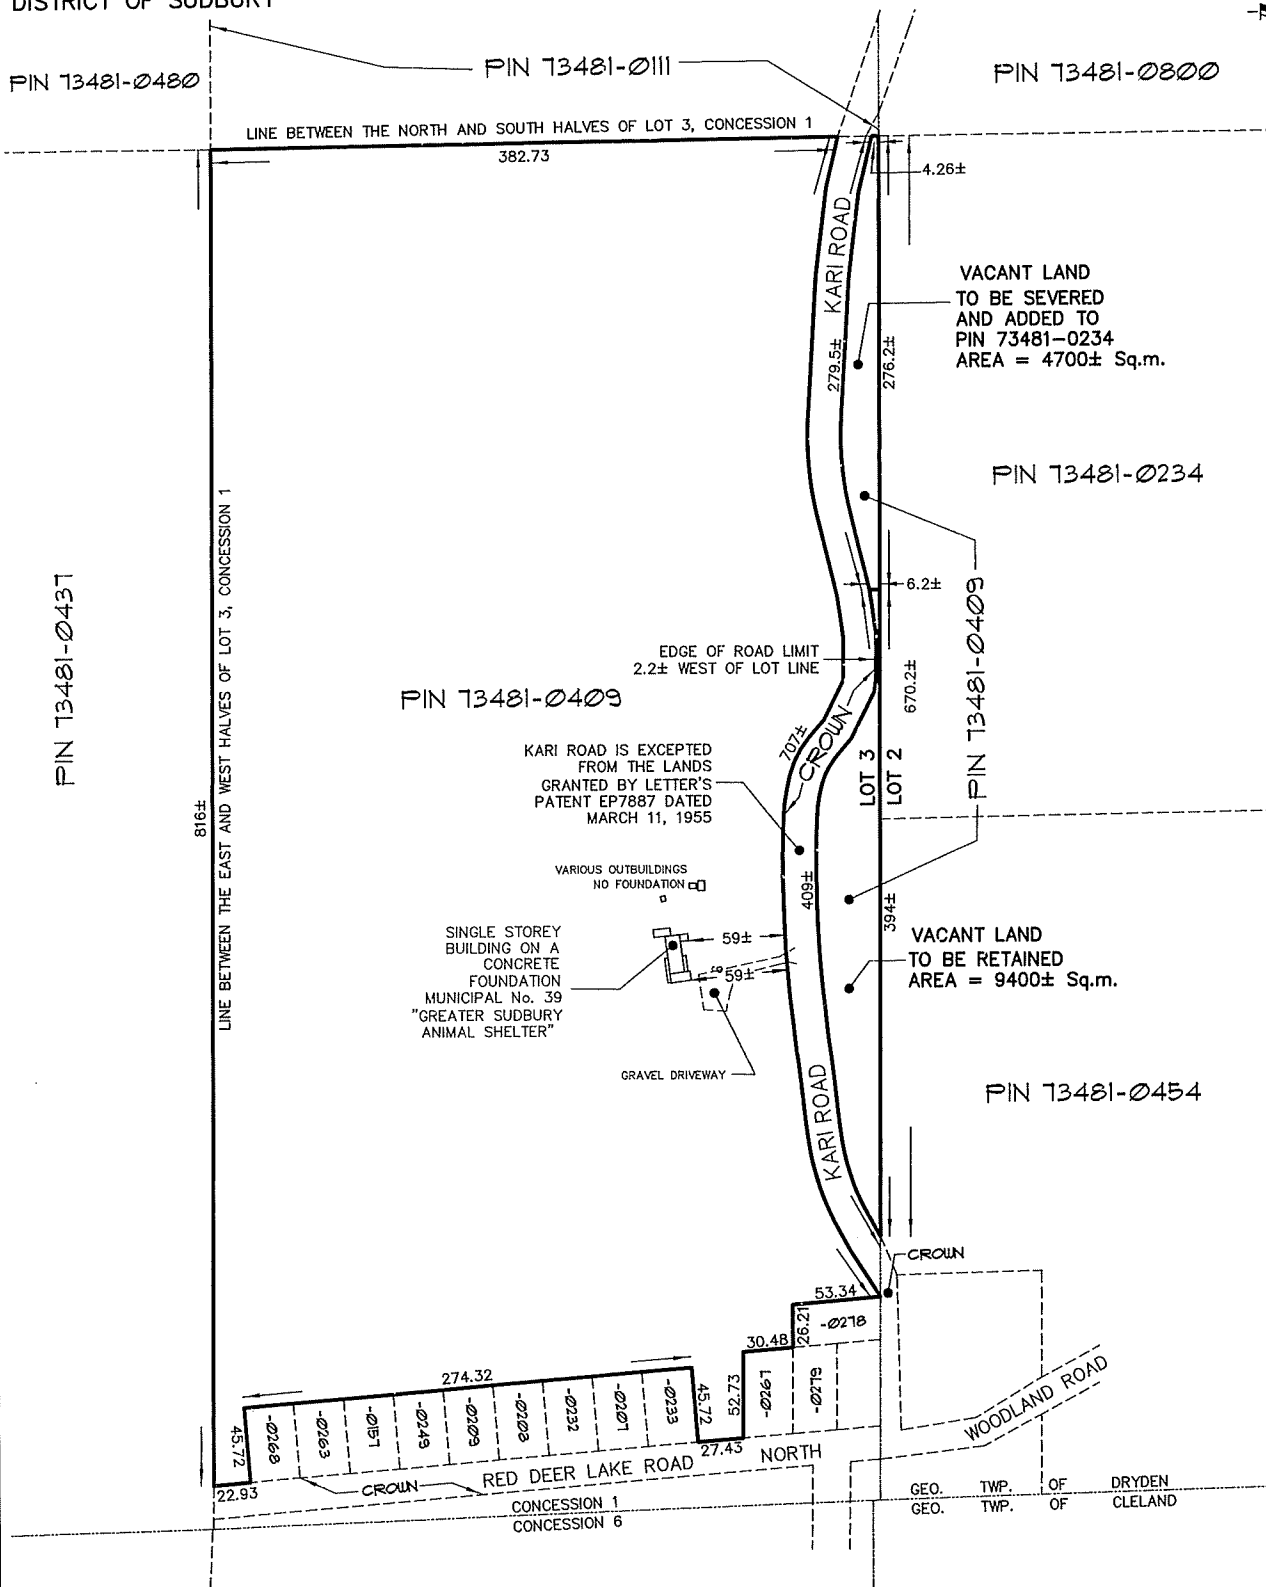 DISTRICT OF SUDBURY
PIN 73481-0480
PIN 73481-0111
PIN 73481-0800
LINE BETWEEN THE NORTH AND SOUTH HALVES OF LOT 3, CONCESSION 1
382.73
4.26±
KARI ROAD
VACANT LAND
TO BE SEVERED
AND ADDED TO
PIN 73481-0234
AREA = 4700± Sq.m.
279.5±
276.2±
PIN 73481-0234
LINE BETWEEN THE EAST AND WEST HALVES OF LOT 3, CONCESSION 1
PIN 73481-0437
816±
6.2±
PIN 73481-0409
EDGE OF ROAD LIMIT
2.2± WEST OF LOT LINE
670.2±
PIN 73481-0409
CROWN
707±
LOT 3
LOT 2
KARI ROAD IS EXCEPTED
FROM THE LANDS
GRANTED BY LETTER'S
PATENT EP7887 DATED
MARCH 11, 1955
VARIOUS OUTBUILDINGS
NO FOUNDATION
409±
394±
SINGLE STOREY
BUILDING ON A
CONCRETE
FOUNDATION
MUNICIPAL No. 39
"GREATER SUDBURY
ANIMAL SHELTER"
59±
59±
VACANT LAND
TO BE RETAINED
AREA = 9400± Sq.m.
GRAVEL DRIVEWAY
KARI ROAD
PIN 73481-0454
CROWN
53.34
26.21
-0278
30.48
274.32
45.72
-0268
-0263
-0157
-0249
-0209
-0208
-0232
-0207
-0233
45.72
52.73
-0267
-0219
27.43
22.93
CROWN
RED DEER LAKE ROAD NORTH
WOODLAND ROAD
CONCESSION 1
CONCESSION 6
GEO. TWP. OF DRYDEN
GEO. TWP. OF CLELAND